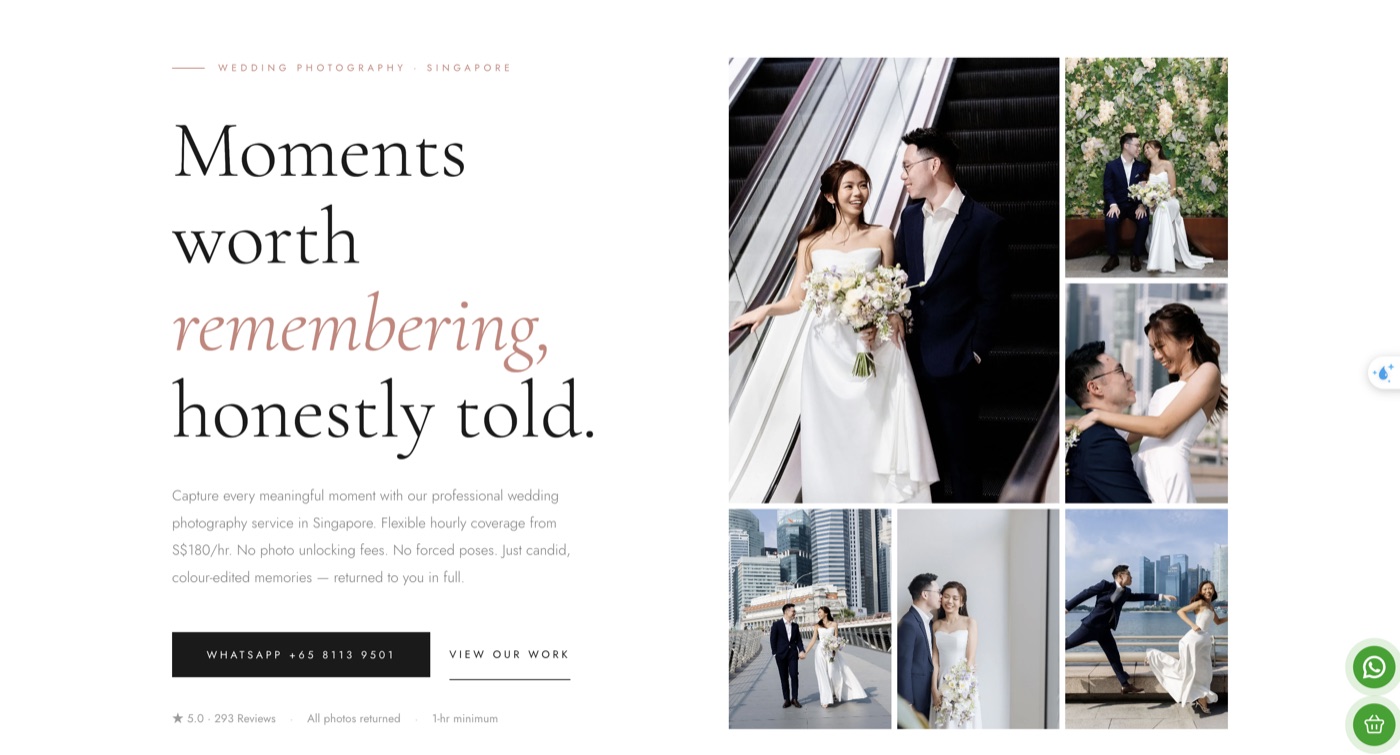 WEDDING PHOTOGRAPHY · SINGAPORE
Moments
worth
remembering,
honestly told.
Capture every meaningful moment with our professional wedding
photography service in Singapore. Flexible hourly coverage from
S$180/hr. No photo unlocking fees. No forced poses. Just candid,
colour-edited memories — returned to you in full.
WHATSAPP +65 8113 9501
VIEW OUR WORK
★ 5.0 · 293 Reviews · All photos returned · 1-hr minimum